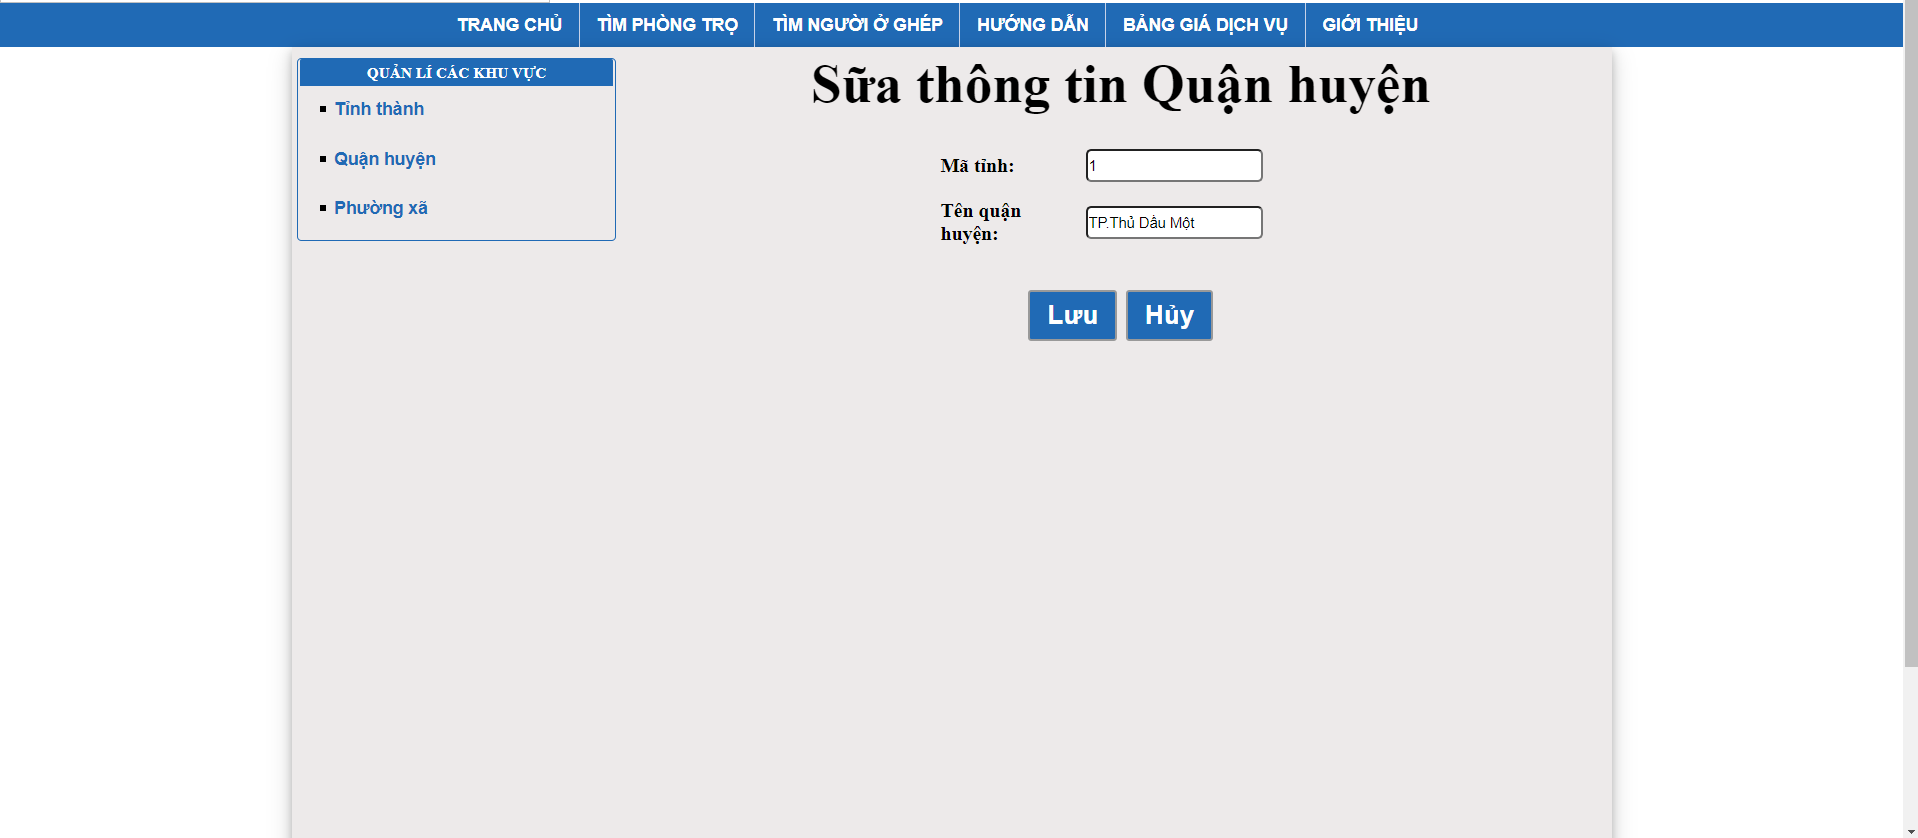 TRANG CHỦ TÌM PHÒNG TRỌ TÌM NGƯỜI Ở GHÉP HƯỚNG DẪN BẢNG GIÁ DỊCH VỤ GIỚI THIỆU
QUẢN LÍ CÁC KHU VỰC
Tỉnh thành
Quận huyện
Phường xã
Sữa thông tin Quận huyện
Mã tỉnh: 1
Tên quận
huyện: TP.Thủ Dầu Một
Lưu Hủy